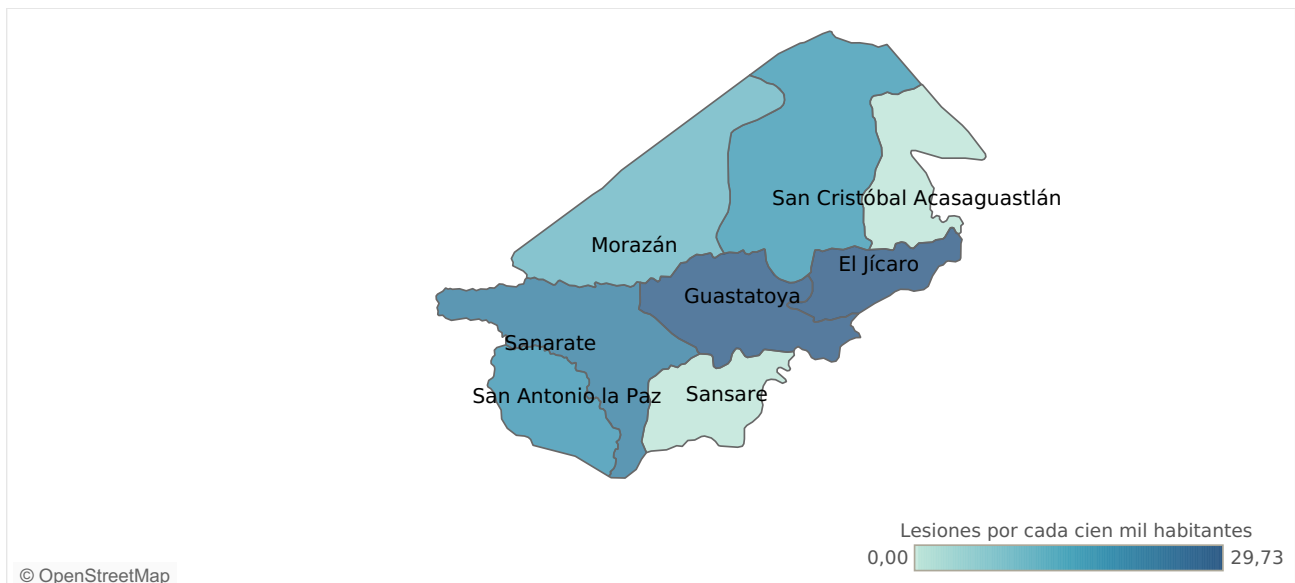 San Cristóbal Acasaguastlán
Morazán
El Jícaro
Guastatoya
Sanarate
San Antonio la Paz
Sansare
Lesiones por cada cien mil habitantes
0,00
29,73
© OpenStreetMap